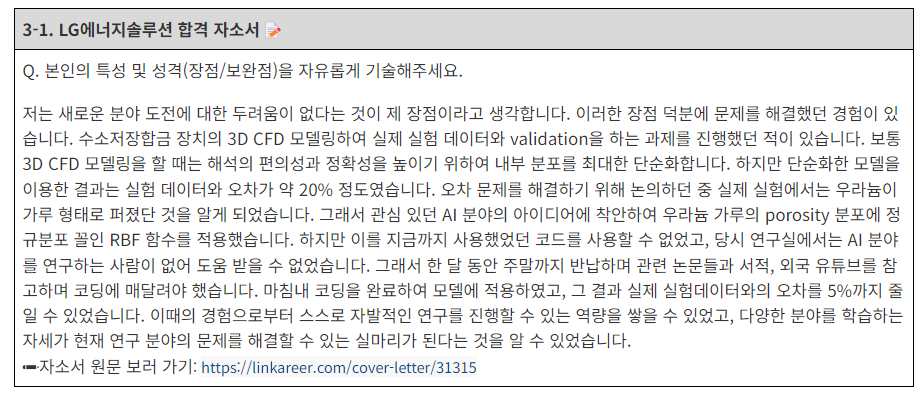 3-1. LG에너지솔루션 합격 자소서 📝
Q. 본인의 특성 및 성격(장점/보완점)을 자유롭게 기술해주세요.
저는 새로운 분야 도전에 대한 두려움이 없다는 것이 제 장점이라고 생각합니다. 이러한 장점 덕분에 문제를 해결했던 경험이 있
습니다. 수소저장합금 장치의 3D CFD 모델링하여 실제 실험 데이터와 validation을 하는 과제를 진행했던 적이 있습니다. 보통
3D CFD 모델링을 할 때는 해석의 편의성과 정확성을 높이기 위하여 내부 분포를 최대한 단순화합니다. 하지만 단순화한 모델을
이용한 결과는 실험 데이터와 오차가 약 20% 정도였습니다. 오차 문제를 해결하기 위해 논의하던 중 실제 실험에서는 우라늄이
가루 형태로 퍼졌단 것을 알게 되었습니다. 그래서 관심 있던 AI 분야의 아이디어에 착안하여 우라늄 가루의 porosity 분포에 정
규분포 꼴인 RBF 함수를 적용했습니다. 하지만 이를 지금까지 사용했었던 코드를 사용할 수 없었고, 당시 연구실에서는 AI 분야
를 연구하는 사람이 없어 도움 받을 수 없었습니다. 그래서 한 달 동안 주말까지 반납하며 관련 논문들과 서적, 외국 유튜브를 참
고하며 코딩에 매달려야 했습니다. 마침내 코딩을 완료하여 모델에 적용하였고, 그 결과 실제 실험데이터와의 오차를 5%까지 줄
일 수 있었습니다. 이때의 경험으로부터 스스로 자발적인 연구를 진행할 수 있는 역량을 쌓을 수 있었고, 다양한 분야를 학습하는
자세가 현재 연구 분야의 문제를 해결할 수 있는 실마리가 된다는 것을 알 수 있었습니다.
자소서 원문 보러 가기: https://linkareer.com/cover-letter/31315